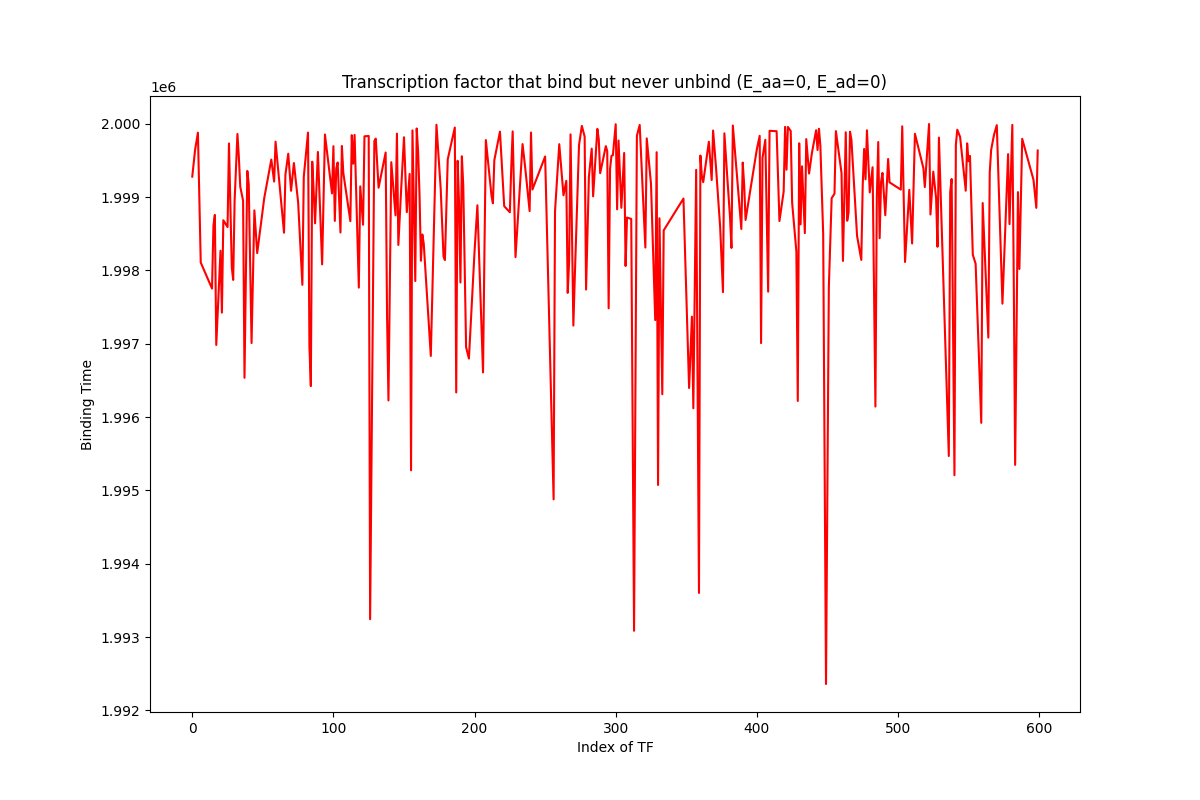 Transcription factor that bind but never unbind (E_aa=0, E_ad=0)
1e6
2.000
1.999
1.998
1.997
1.996
1.995
1.994
1.993
1.992
Binding Time
0 100 200 300 400 500 600
Index of TF